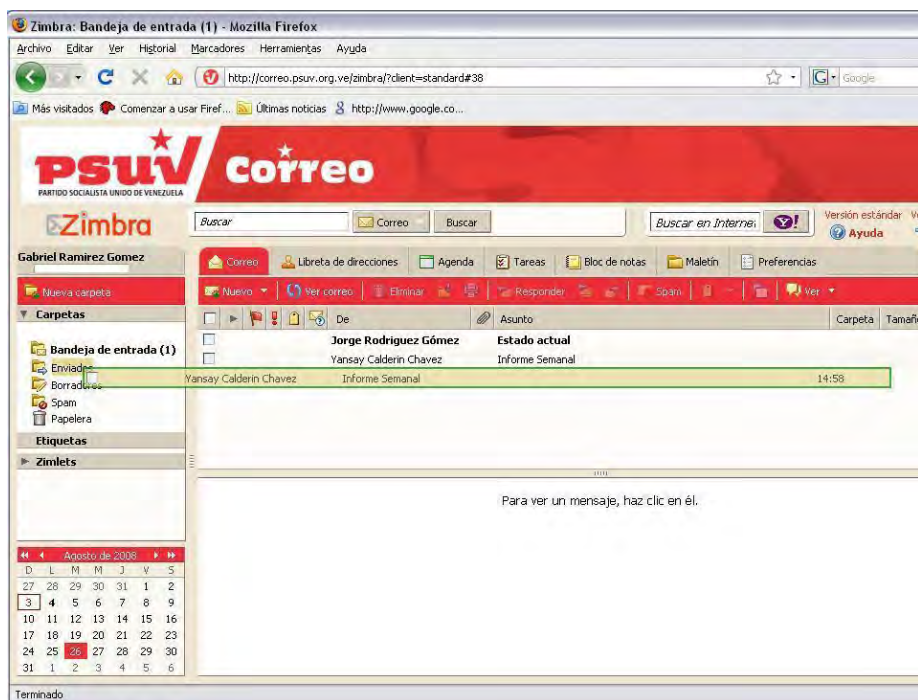 Zimbra: Bandeja de entrada (1) - Mozilla Firefox
Archivo Editar Ver Historial Marcadores Herramientas Ayuda
http://correo.psuv.org.ve/zimbra/?client=standard#38 G Google
Más visitados Comenzar a usar Firef... Últimas noticias http://www.google.co...
psuv Correo
PARTIDO SOCIALISTA UNIDO DE VENEZUELA
Zimbra Buscar Correo Buscar Buscar en Internet Y! Versión estándar
Ayuda
Gabriel Ramirez Gomez Correo Libreta de direcciones Agenda Tareas Bloc de notas Maletín Preferencias
Nueva carpeta Nuevo Ver correo Eliminar Responder Spam Ver
Carpetas De Asunto Carpeta Tamañ
Jorge Rodriguez Gómez Estado actual
Bandeja de entrada (1) Yansay Calderin Chavez Informe Semanal
Enviados
Borradores Yansay Calderin Chavez Informe Semanal 14:58
Spam
Papelera
Etiquetas
Zimlets
Para ver un mensaje, haz clic en él.
Agosto de 2008
D L M M J V S
27 28 29 30 31 1 2
3 4 5 6 7 8 9
10 11 12 13 14 15 16
17 18 19 20 21 22 23
24 25 26 27 28 29 30
31 1 2 3 4 5 6
Terminado